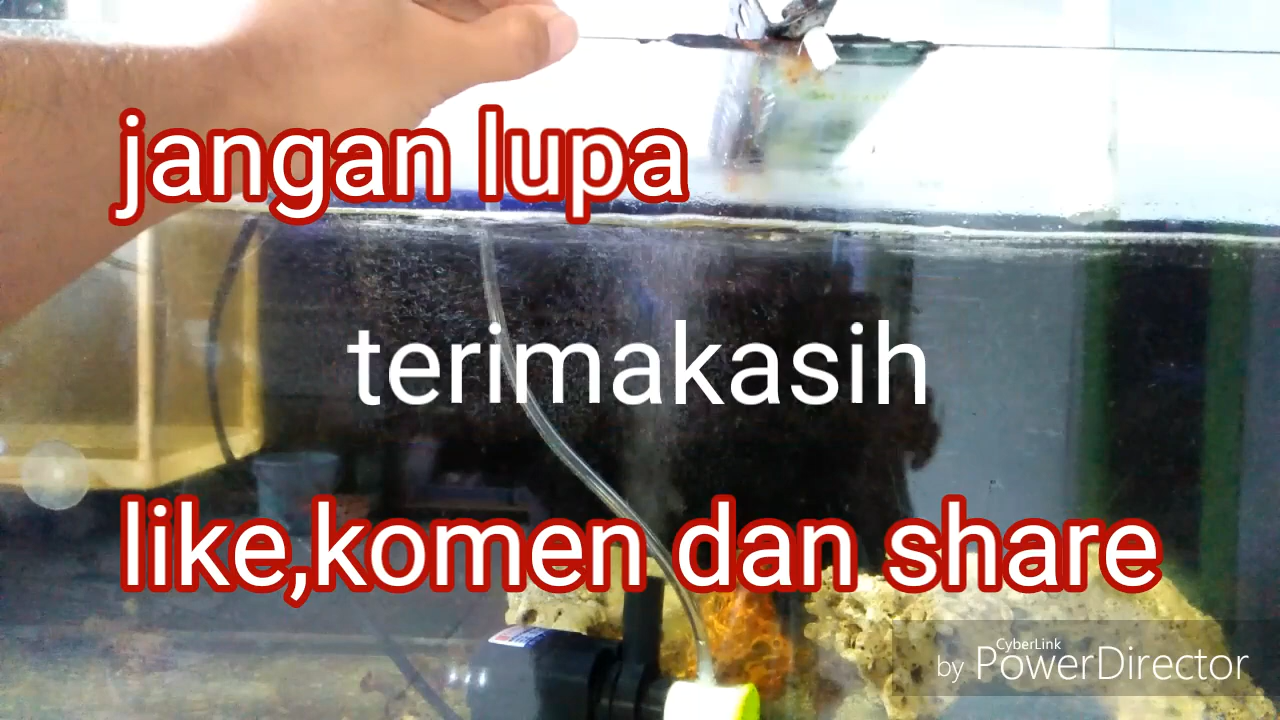 jangan lupa
terimakasih
like,komen dan share
CyberLink
by PowerDirector